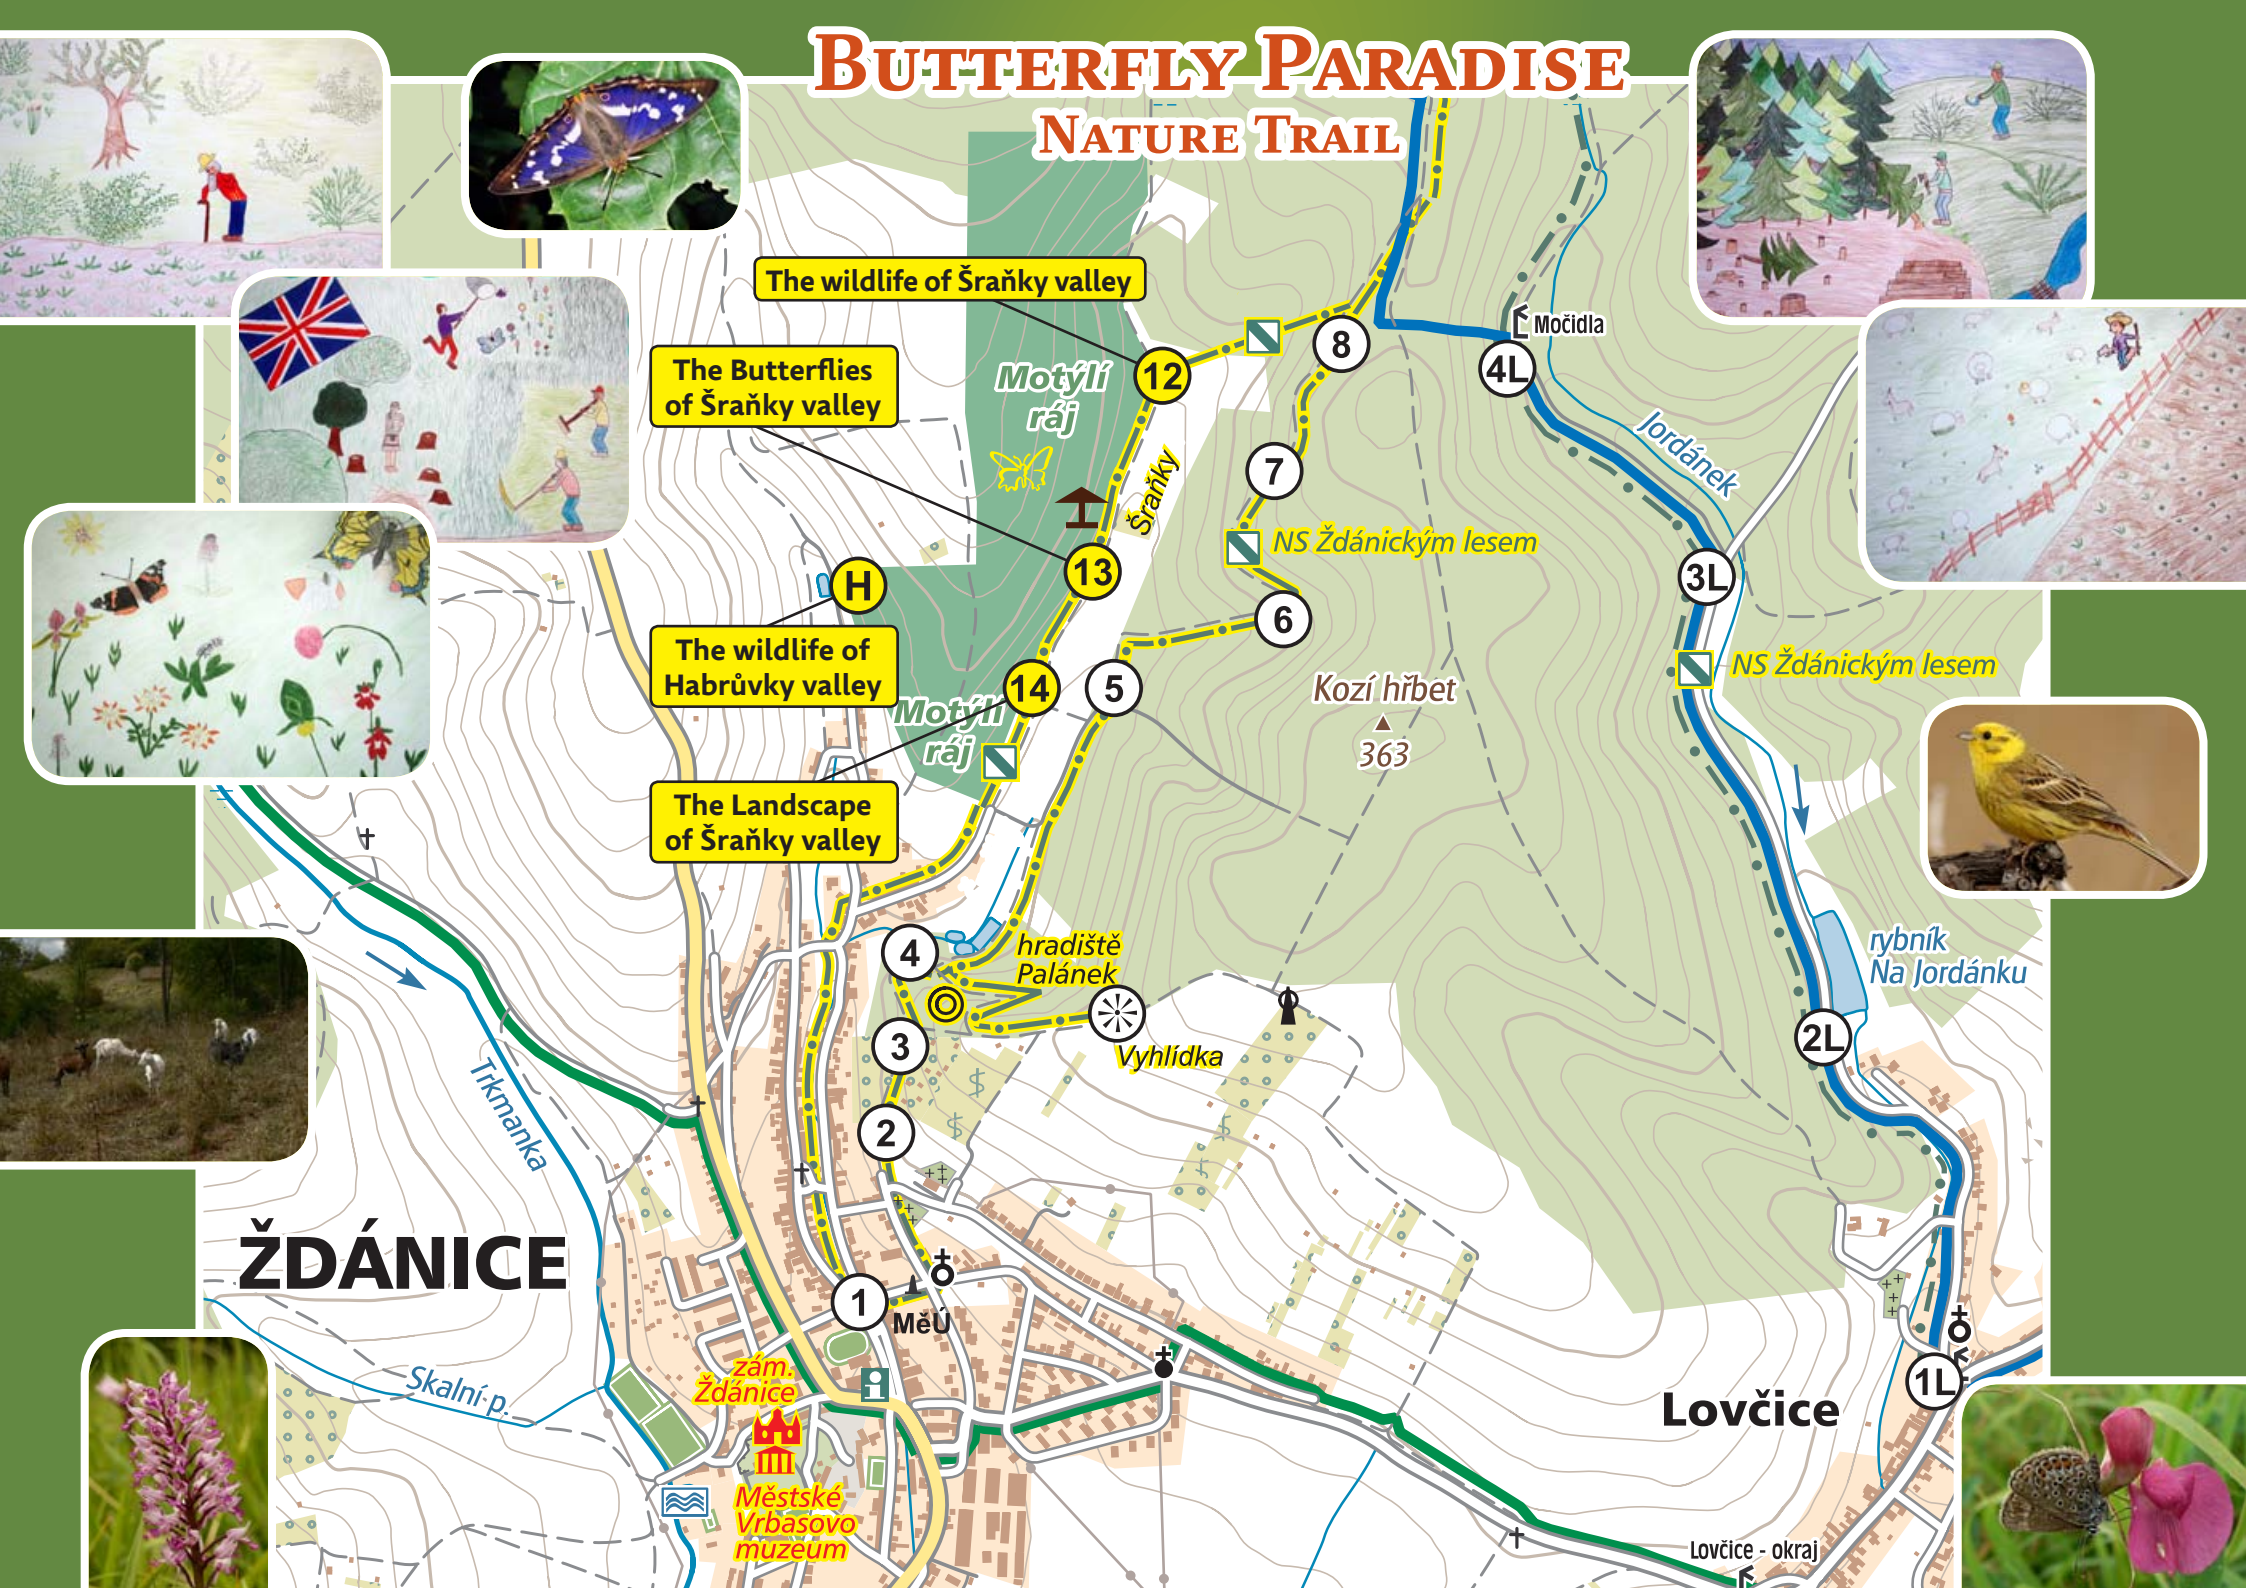 BUTTERFLY PARADISE
NATURE TRAIL
The wildlife of Šraňky valley
12
8
Močidla
4L
The Butterflies
of Šraňky valley
Motýlí
ráj
Šraňky
7
Jordánek
NS Ždánickým lesem
13
H
3L
6
The wildlife of
Habrůvky valley
14
5
Kozí hřbet
363
NS Ždánickým lesem
Motýlí
ráj
The Landscape
of Šraňky valley
4
hradiště
Palánek
rybník
Na Jordánku
3
Vyhlídka
2L
Trkmanka
2
ŽDÁNICE
1
MěÚ
zám.
Ždánice
i
Skalní p.
1L
Lovčice
Městské
Vrbasovo
muzeum
Lovčice - okraj